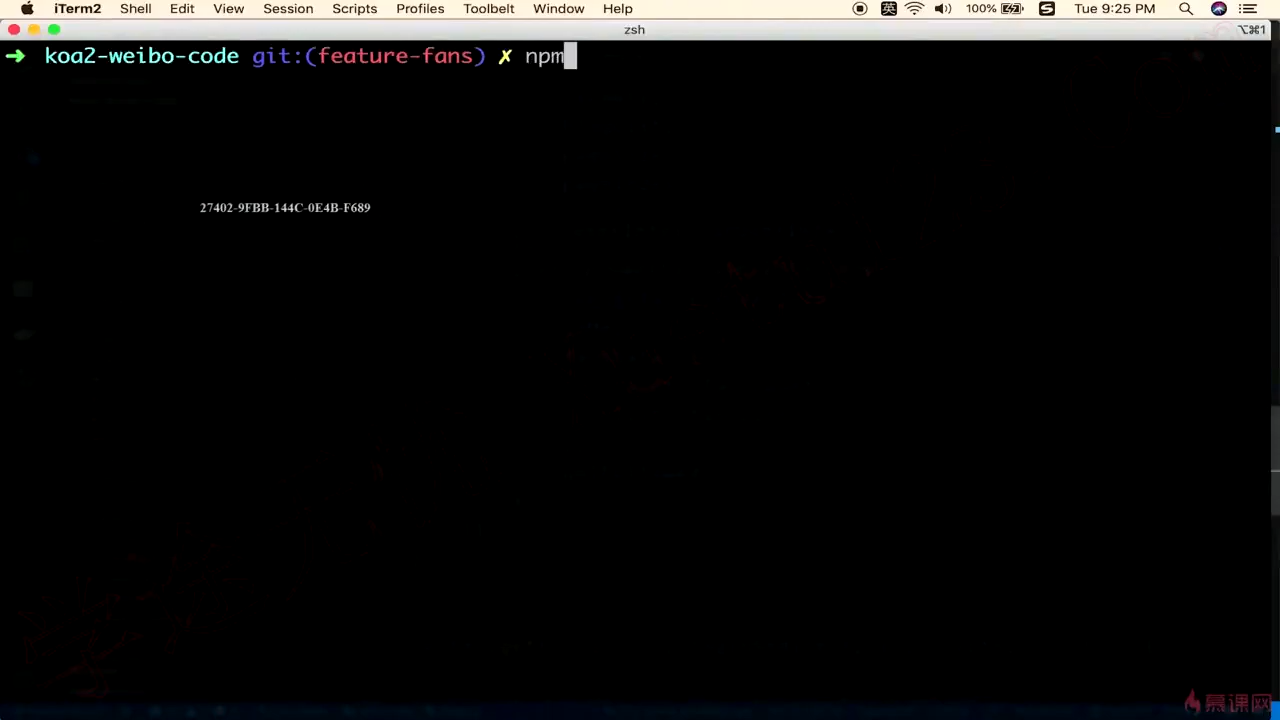 iTerm2 Shell Edit View Session Scripts Profiles Toolbelt Window Help 英 100% S Tue 9:25 PM
zsh ⌥⌘1
➜ koa2-weibo-code git:(feature-fans) ✗ npm
27402-9FBB-144C-0E4B-F689
慕课网